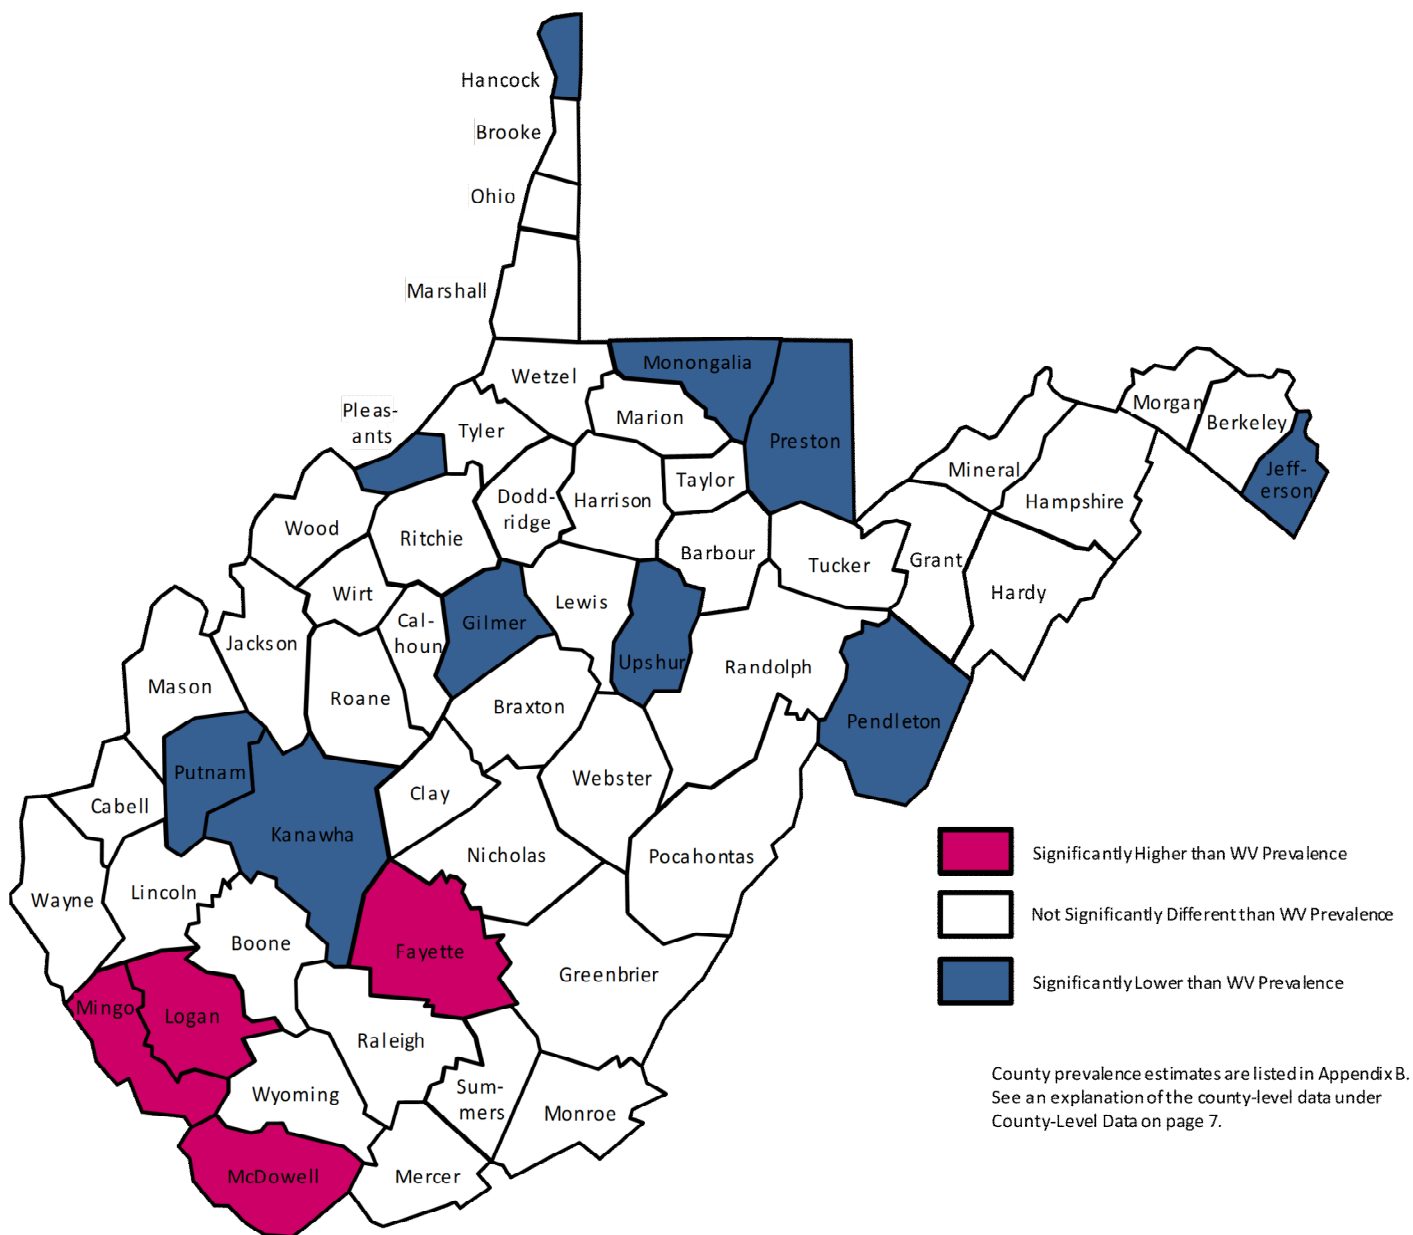 Hancock
Brooke
Ohio
Marshall
Wetzel
Monongalia
Marion
Preston
Pleas-
ants
Tyler
Morgan
Berkeley
Jeff-
erson
Mineral
Hampshire
Taylor
Dodd-
ridge
Harrison
Wood
Ritchie
Barbour
Tucker
Grant
Hardy
Wirt
Cal-
houn
Gilmer
Lewis
Upshur
Randolph
Jackson
Mason
Roane
Braxton
Pendleton
Putnam
Cabell
Clay
Webster
Kanawha
Nicholas
Pocahontas
Wayne
Lincoln
Boone
Fayette
Greenbrier
Mingo
Logan
Raleigh
Wyoming
Sum-
mers
Monroe
McDowell
Mercer
Significantly Higher than WV Prevalence
Not Significantly Different than WV Prevalence
Significantly Lower than WV Prevalence
County prevalence estimates are listed in Appendix B.
See an explanation of the county-level data under
County-Level Data on page 7.